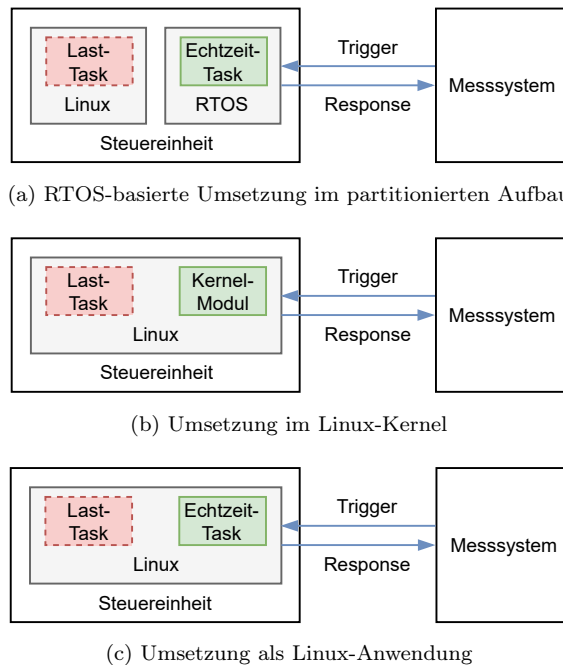 Last-
Task
Linux
Echtzeit-
Task
RTOS
Steuereinheit
Trigger
Response
Messsystem
(a) RTOS-basierte Umsetzung im partitionierten Aufbau
Last-
Task
Kernel-
Modul
Linux
Steuereinheit
Trigger
Response
Messsystem
(b) Umsetzung im Linux-Kernel
Last-
Task
Echtzeit-
Task
Linux
Steuereinheit
Trigger
Response
Messsystem
(c) Umsetzung als Linux-Anwendung